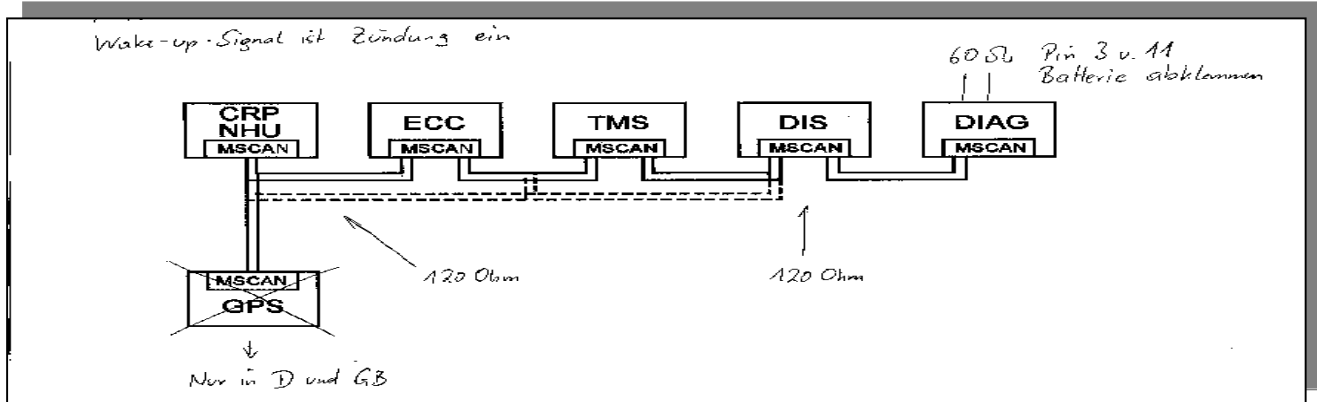 Wake-up-Signal ist Zündung ein
60 Ω Pin 3 u. 11
Batterie abklemmen
CRP NHU MSCAN
ECC MSCAN
TMS MSCAN
DIS MSCAN
DIAG MSCAN
120 Ohm
120 Ohm
MSCAN
GPS
Nur in D und GB